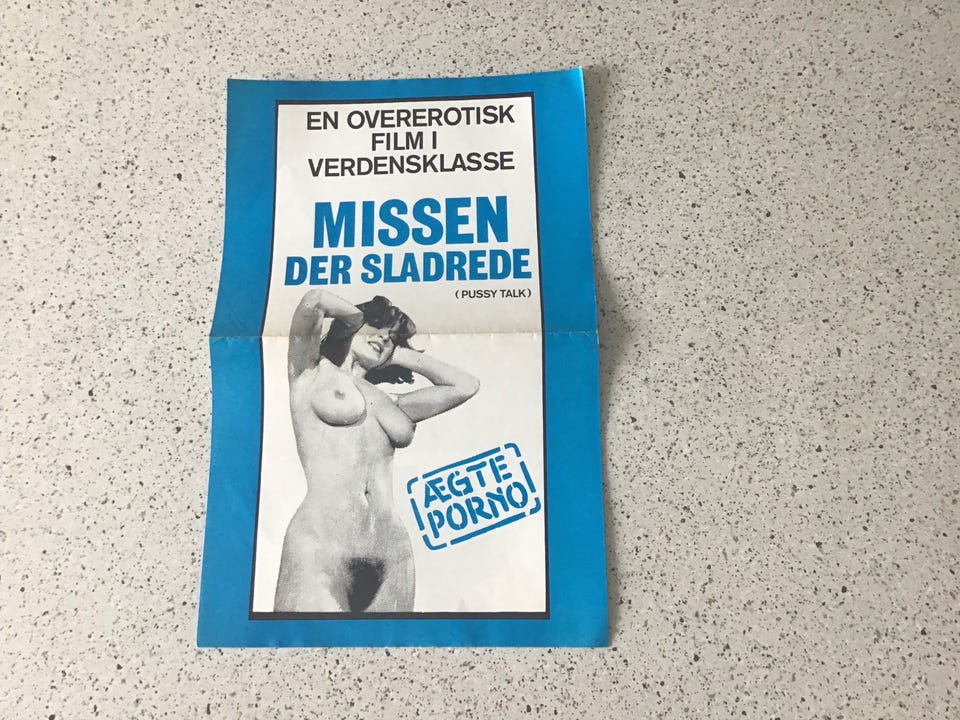 EN OVEREROTISK
FILM I
VERDENSKLASSE
MISSEN
DER SLADREDE
(PUSSY TALK)
ÆGTE
PORNO